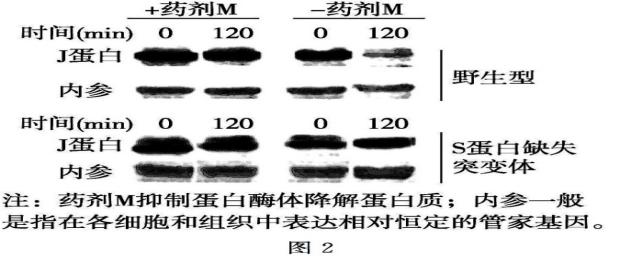 +药剂M −药剂M
时间(min) 0 120 0 120
J蛋白
内参
野生型
时间(min) 0 120 0 120
J蛋白
内参
S蛋白缺失
突变体
注：药剂M抑制蛋白酶体降解蛋白质；内参一般
是指在各细胞和组织中表达相对恒定的管家基因。
图 2